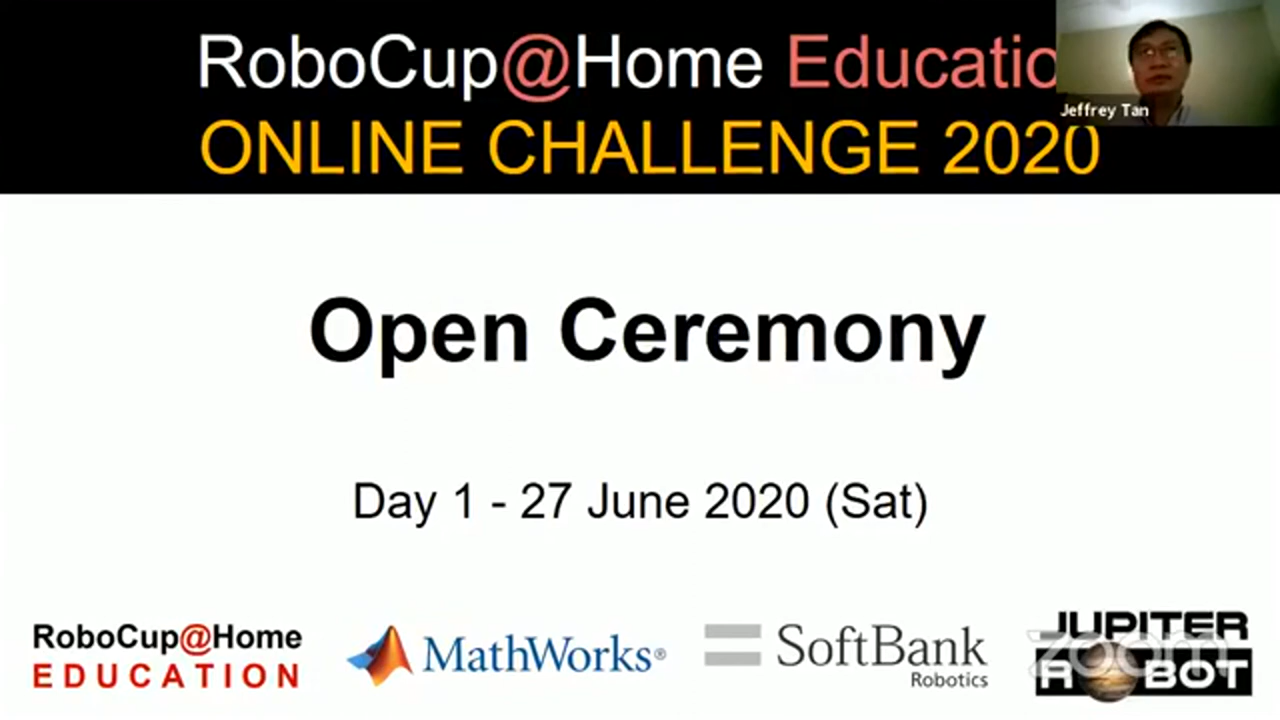 RoboCup@Home Educatio
Jeffrey Tan
ONLINE CHALLENGE 2020
Open Ceremony
Day 1 - 27 June 2020 (Sat)
RoboCup@Home
EDUCATION
MathWorks®
SoftBank
Robotics
JUPITER
ROBOT
zoom